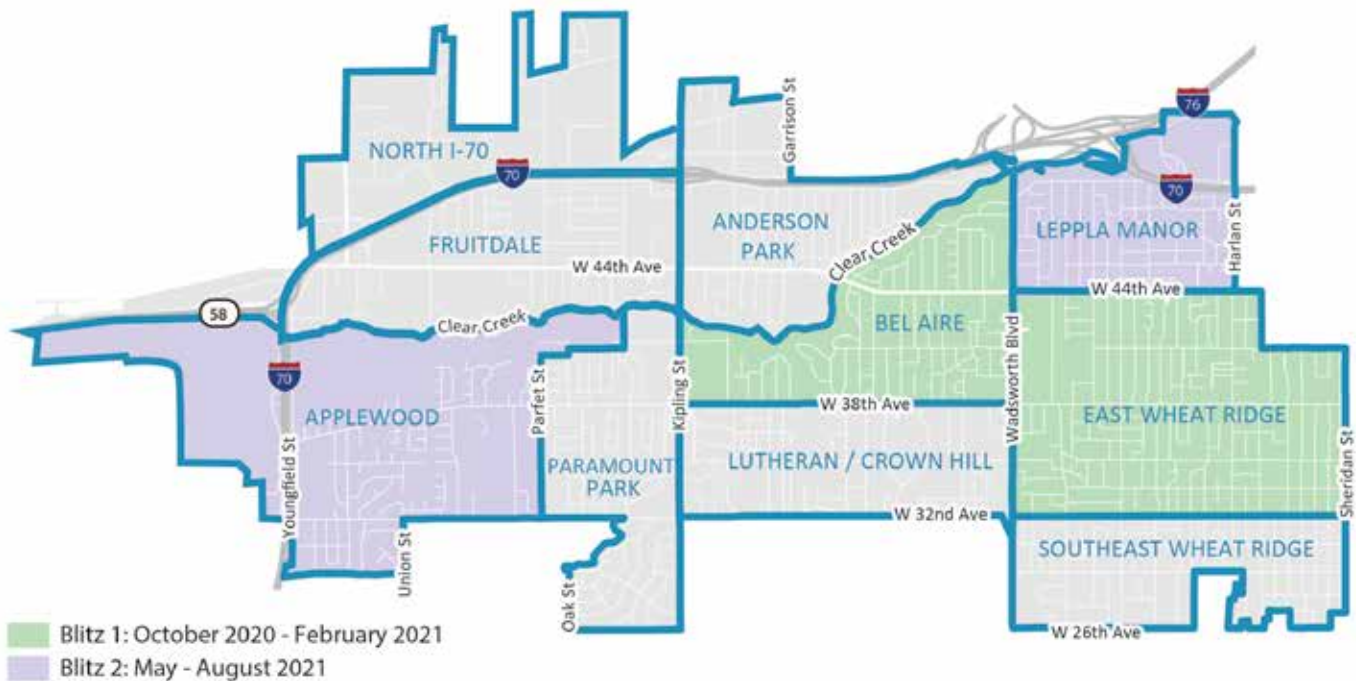 76
Garrison St
NORTH I-70
70
70
ANDERSON
PARK
LEPPLA MANOR
Harlan St
FRUITDALE
Clear Creek
W 44th Ave
W 44th Ave
58
Clear Creek
BEL AIRE
Wadsworth Blvd
70
Parfet St
Kipling St
W 38th Ave
APPLEWOOD
EAST WHEAT RIDGE
Sheridan St
Youngfield St
PARAMOUNT
PARK
LUTHERAN / CROWN HILL
W 32nd Ave
Union St
SOUTHEAST WHEAT RIDGE
Oak St
W 26th Ave
Blitz 1: October 2020 - February 2021
Blitz 2: May - August 2021